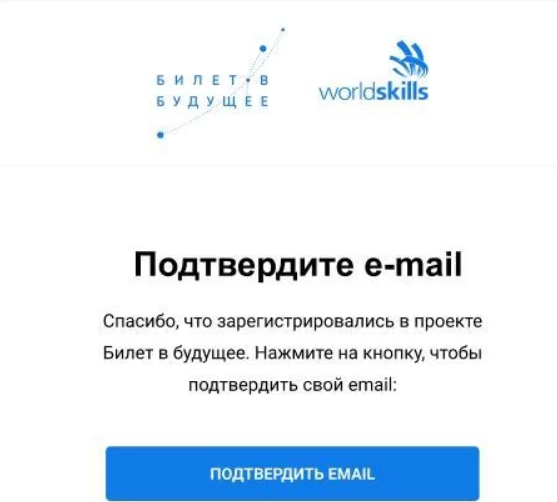 БИЛЕТ В
БУДУЩЕЕ
worldskills
Подтвердите e-mail
Спасибо, что зарегистрировались в проекте
Билет в будущее. Нажмите на кнопку, чтобы
подтвердить свой email:
ПОДТВЕРДИТЬ EMAIL